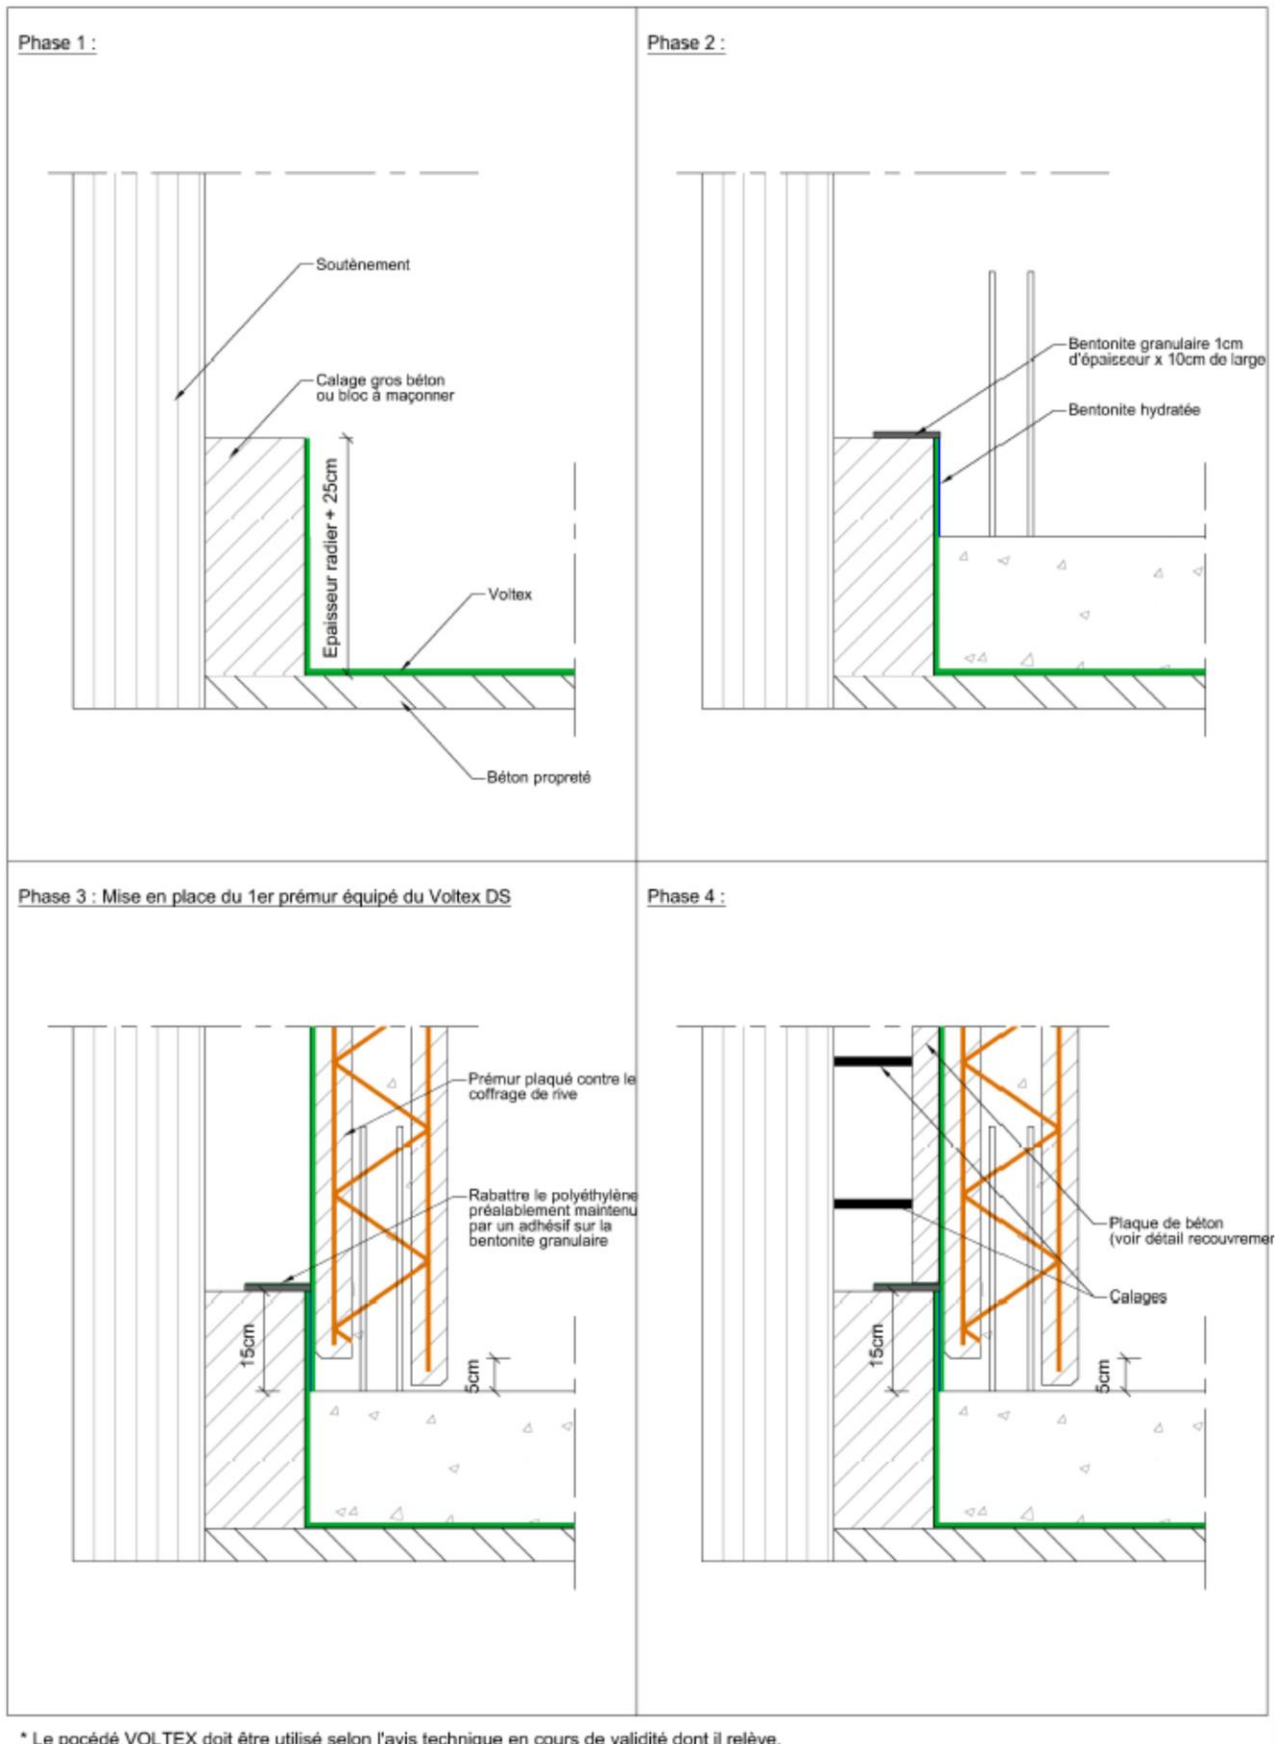 Phase 1 :
Soutènement
Calage gros béton
ou bloc à maçonner
Epaisseur radier + 25cm
Voltex
Béton propreté
Phase 2 :
Bentonite granulaire 1cm
d'épaisseur x 10cm de large
Bentonite hydratée
Phase 3 : Mise en place du 1er prémur équipé du Voltex DS
Prémur plaqué contre le
coffrage de rive
Rabattre le polyéthylène
préalablement maintenu
par un adhésif sur la
bentonite granulaire
15cm
5cm
Phase 4 :
Plaque de béton
(voir détail recouvremen
Calages
15cm
5cm
* Le pocédé VOLTEX doit être utilisé selon l'avis technique en cours de validité dont il relève.